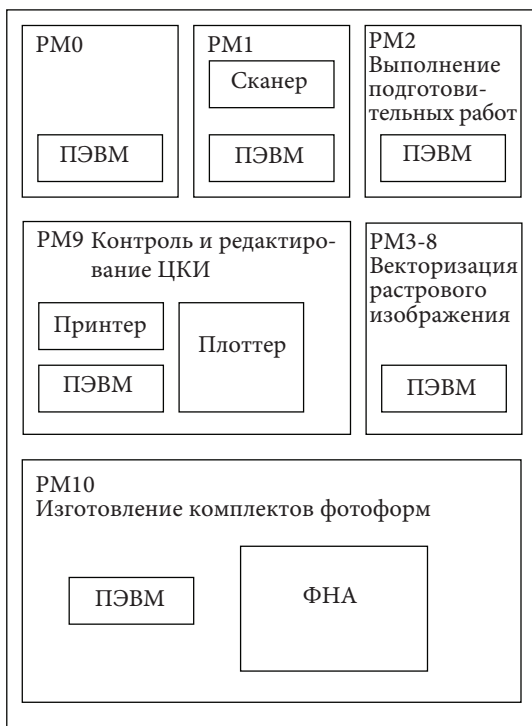 РМ0
ПЭВМ
РМ1
Сканер
ПЭВМ
РМ2
Выполнение
подготови-
тельных работ
ПЭВМ
РМ9 Контроль и редактиро-
вание ЦКИ
Принтер
Плоттер
ПЭВМ
РМ3-8
Векторизация
растрового
изображения
ПЭВМ
РМ10
Изготовление комплектов фотоформ
ПЭВМ
ФНА